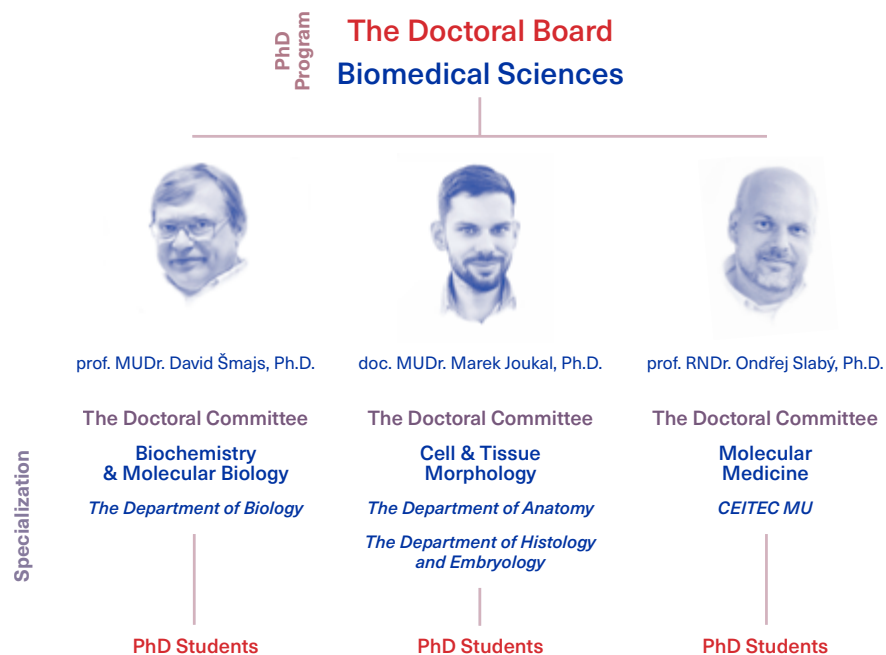 PhD
Program
The Doctoral Board
Biomedical Sciences
prof. MUDr. David Šmajs, Ph.D.
doc. MUDr. Marek Joukal, Ph.D.
prof. RNDr. Ondřej Slabý, Ph.D.
Specialization
The Doctoral Committee
Biochemistry
& Molecular Biology
The Department of Biology
PhD Students
The Doctoral Committee
Cell & Tissue
Morphology
The Department of Anatomy
The Department of Histology
and Embryology
PhD Students
The Doctoral Committee
Molecular
Medicine
CEITEC MU
PhD Students